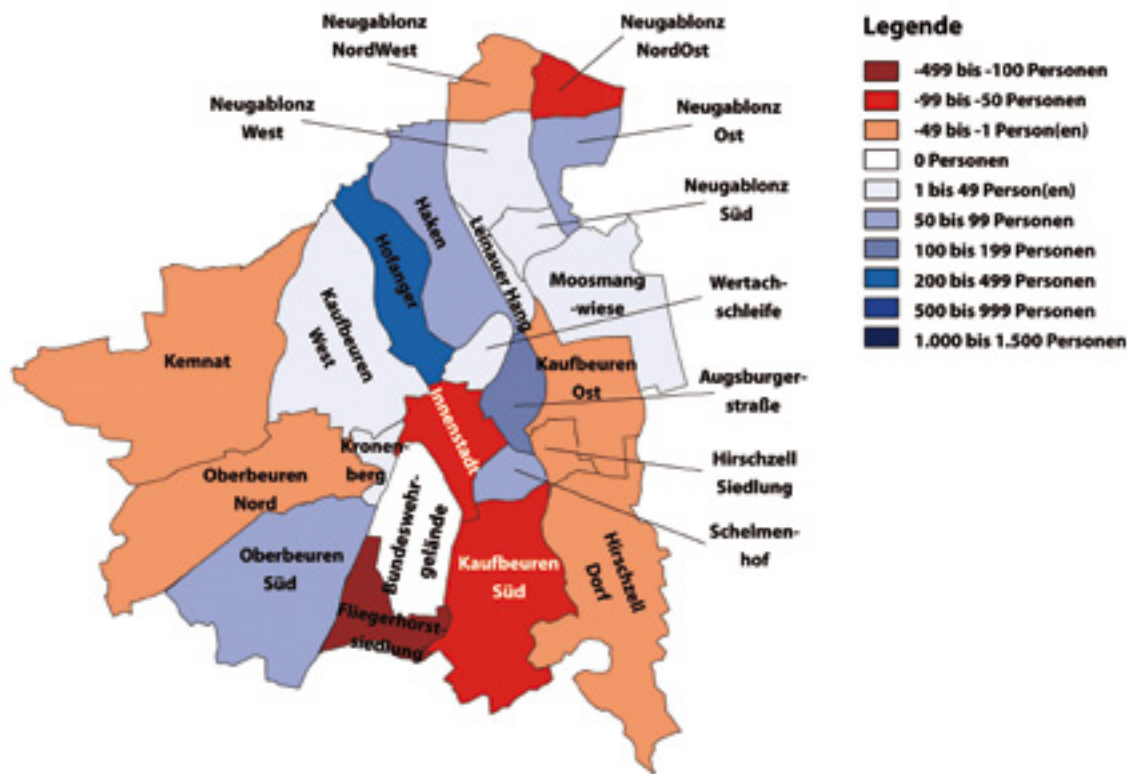 Neugablonz
NordWest
Neugablonz
NordOst
Legende
-499 bis -100 Personen
-99 bis -50 Personen
-49 bis -1 Person(en)
0 Personen
1 bis 49 Person(en)
50 bis 99 Personen
100 bis 199 Personen
200 bis 499 Personen
500 bis 999 Personen
1.000 bis 1.500 Personen
Neugablonz
West
Neugablonz
Ost
Neugablonz
Süd
Haken
Leinauer Hang
Hofanger
Moosmang
-wiese
Wertach-
schleife
Kaufbeuren
West
Kemnat
Kaufbeuren
Ost
Augsburger-
straße
Innenstadt
Kronen-
berg
Hirschzell
Siedlung
Oberbeuren
Nord
Schelmen-
hof
Bundeswehr-
gelände
Oberbeuren
Süd
Kaufbeuren
Süd
Hirschzell
Dorf
Fliegerhorst-
siedlung